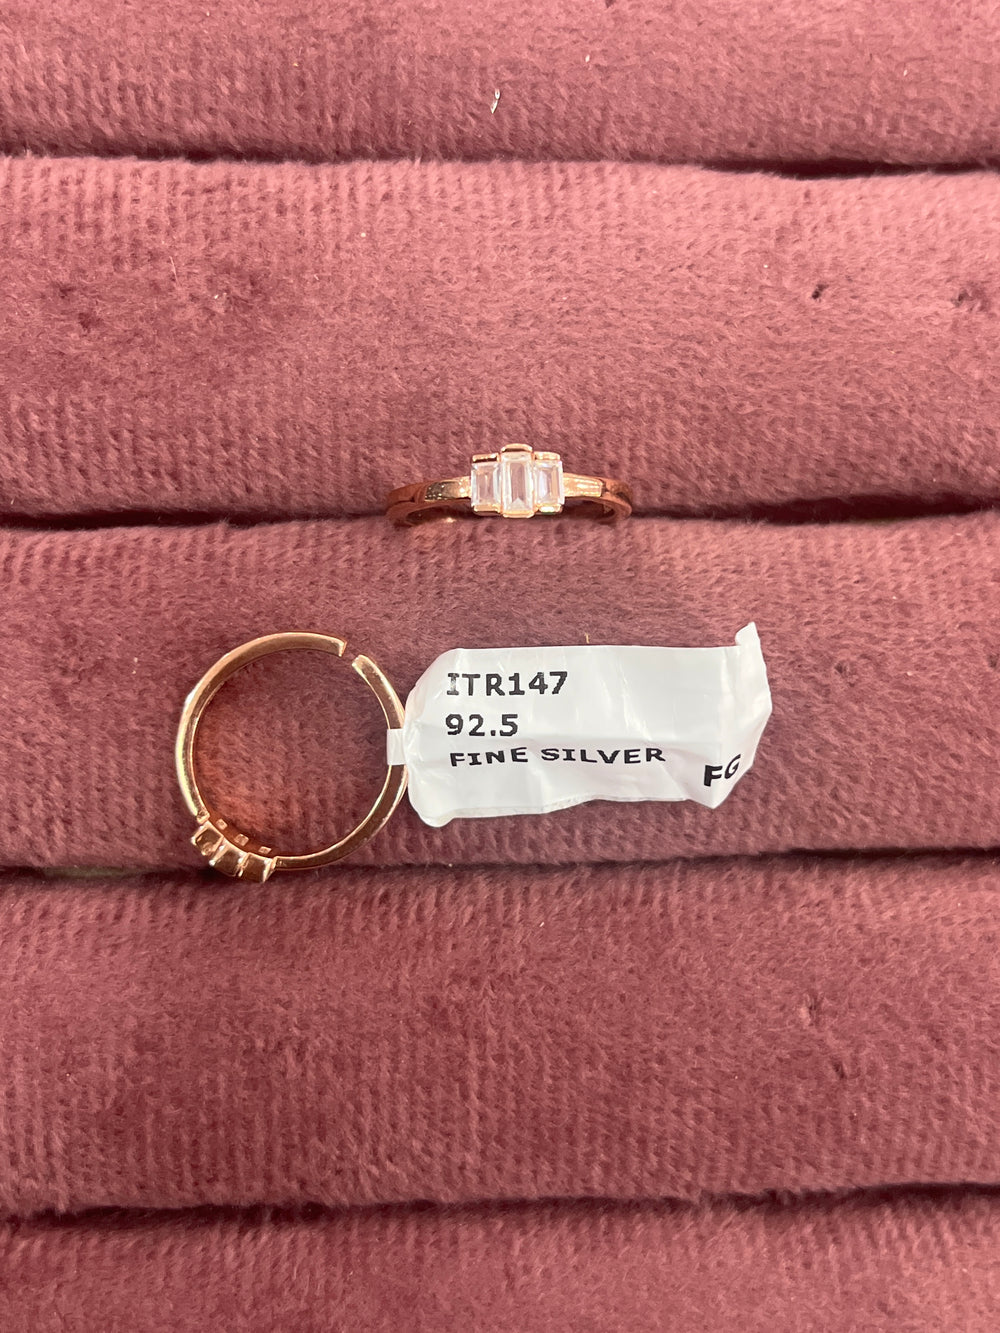 ITR147
92.5
FINE SILVER
FG